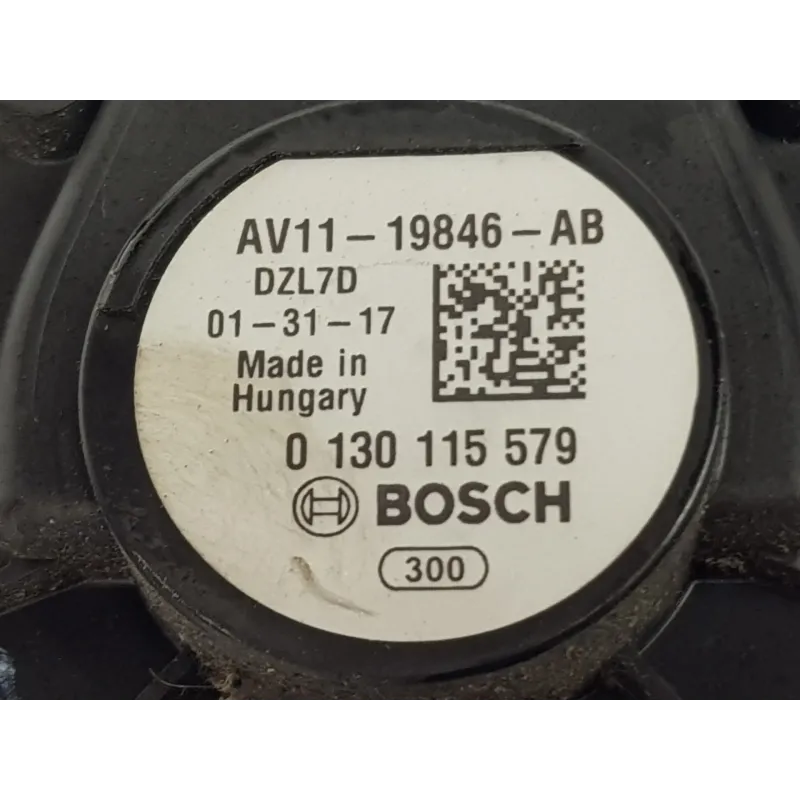 AV11-19846-AB
DZL7D
01-31-17
Made in
Hungary
0 130 115 579
BOSCH
300